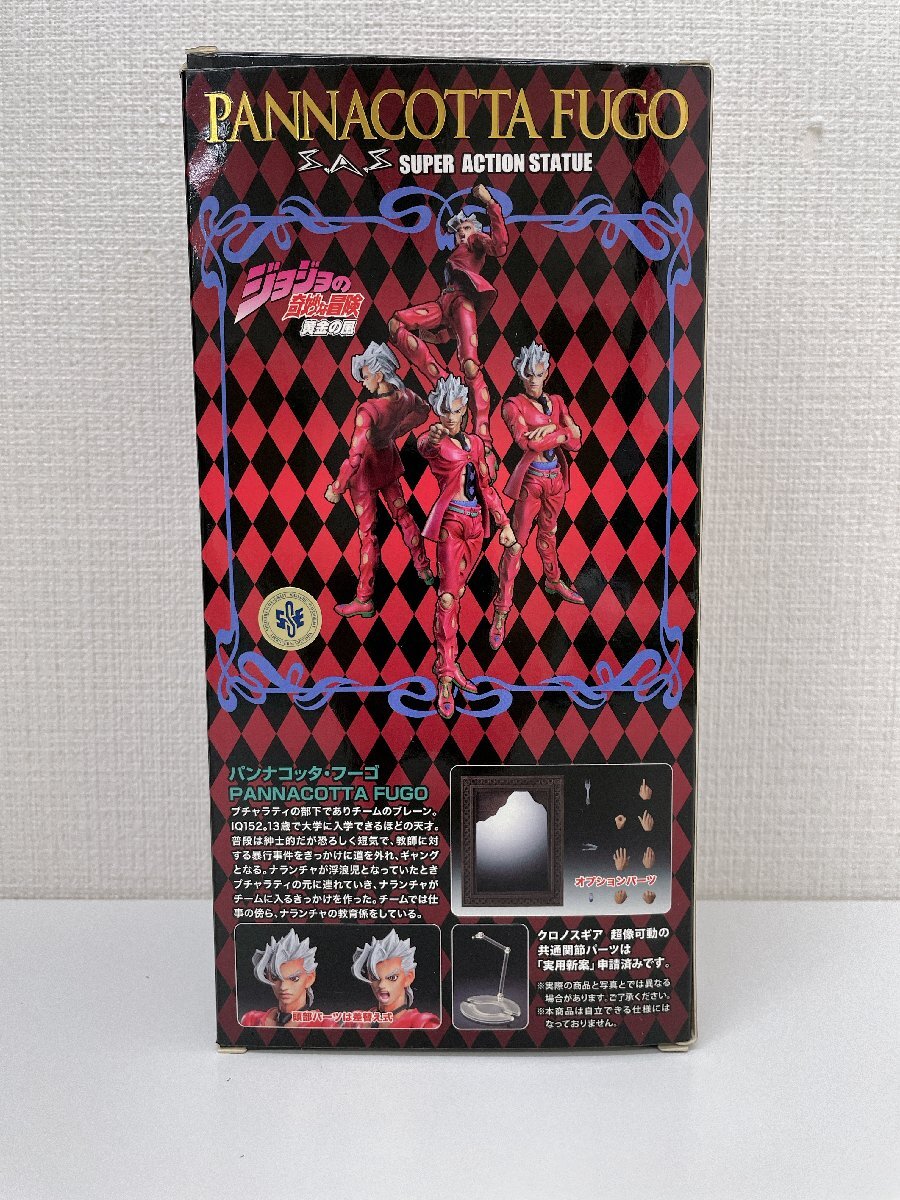 PANNACOTTA FUGO
S.A.S SUPER ACTION STATUE
ジョジョの
奇妙な冒険
黄金の風
パンナコッタ・フーゴ
PANNACOTTA FUGO
ブチャラティの部下でありチームのブレーン。
IQ152。13歳で大学に入学できるほどの天才。
普段は紳士的だが恐ろしく短気で、教師に対
する暴行事件をきっかけに道を外れ、ギャング
となる。ナランチャが浮浪児となっていたとき
ブチャラティの元に連れていき、ナランチャが
チームに入るきっかけを作った。チームでは仕
事の傍ら、ナランチャの教育係をしている。
オプションパーツ
頭部パーツは差替え式
クロノスギア 超像可動の
共通関節パーツは
「実用新案」申請済みです。
※実際の商品と写真とでは異なる
場合があります。ご了承ください。
※本商品は自立できる仕様には
なっておりません。